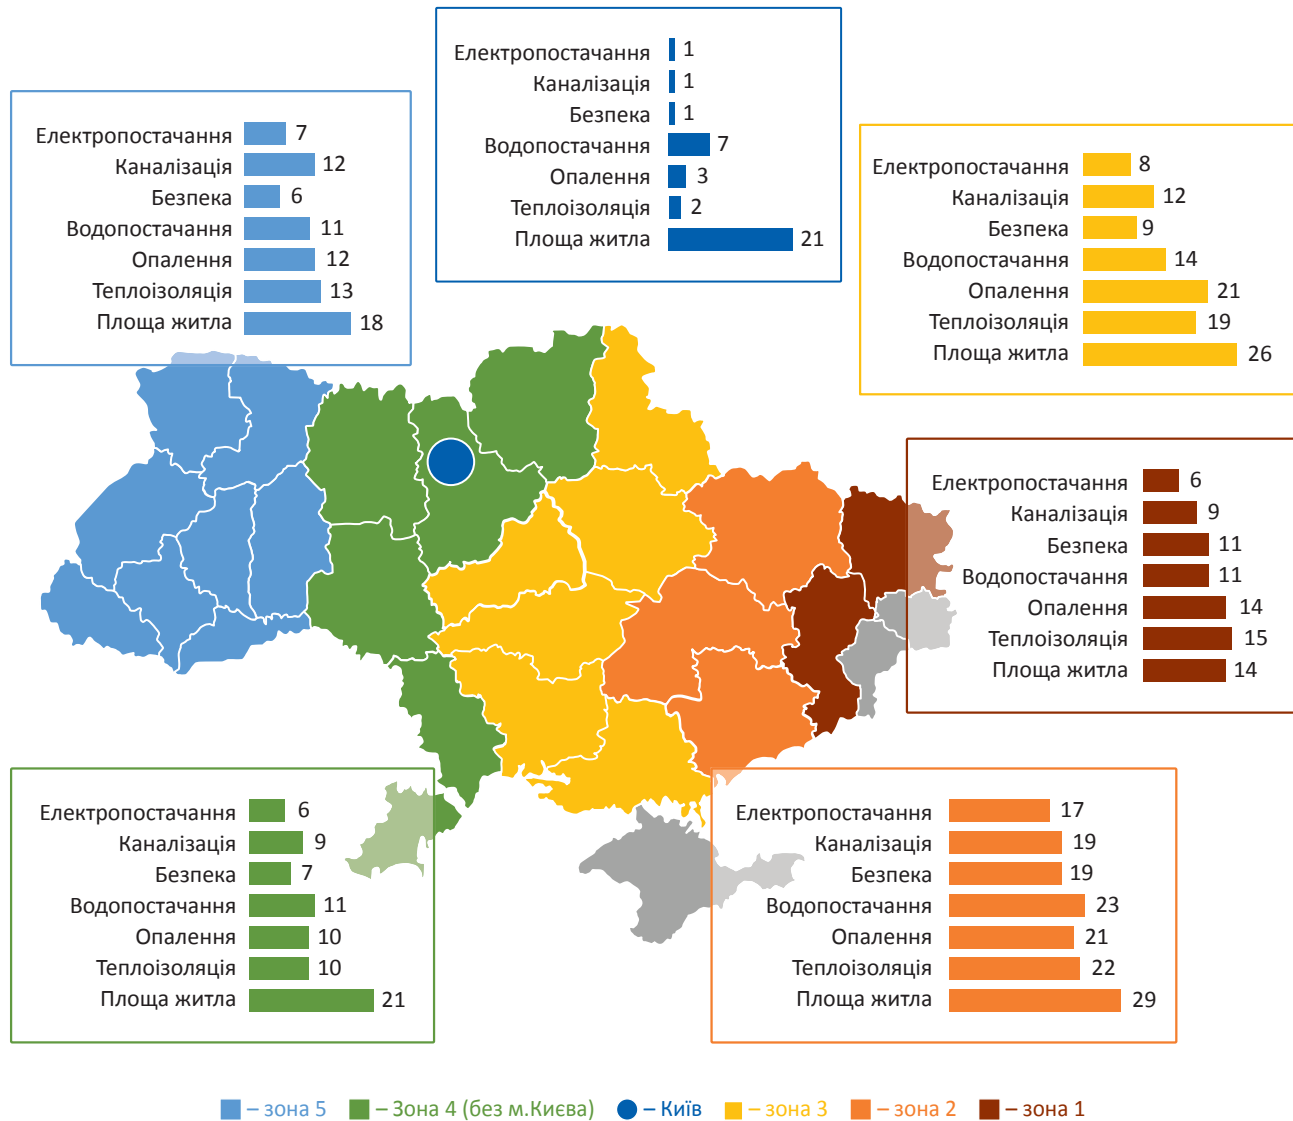 Електропостачання 1
Каналізація 1
Безпека 1
Водопостачання 7
Опалення 3
Теплоізоляція 2
Площа житла 21
Електропостачання 7
Каналізація 12
Безпека 6
Водопостачання 11
Опалення 12
Теплоізоляція 13
Площа житла 18
Електропостачання 8
Каналізація 12
Безпека 9
Водопостачання 14
Опалення 21
Теплоізоляція 19
Площа житла 26
Електропостачання 6
Каналізація 9
Безпека 11
Водопостачання 11
Опалення 14
Теплоізоляція 15
Площа житла 14
Електропостачання 6
Каналізація 9
Безпека 7
Водопостачання 11
Опалення 10
Теплоізоляція 10
Площа житла 21
Електропостачання 17
Каналізація 19
Безпека 19
Водопостачання 23
Опалення 21
Теплоізоляція 22
Площа житла 29
– зона 5 – Зона 4 (без м.Києва) – Київ – зона 3 – зона 2 – зона 1